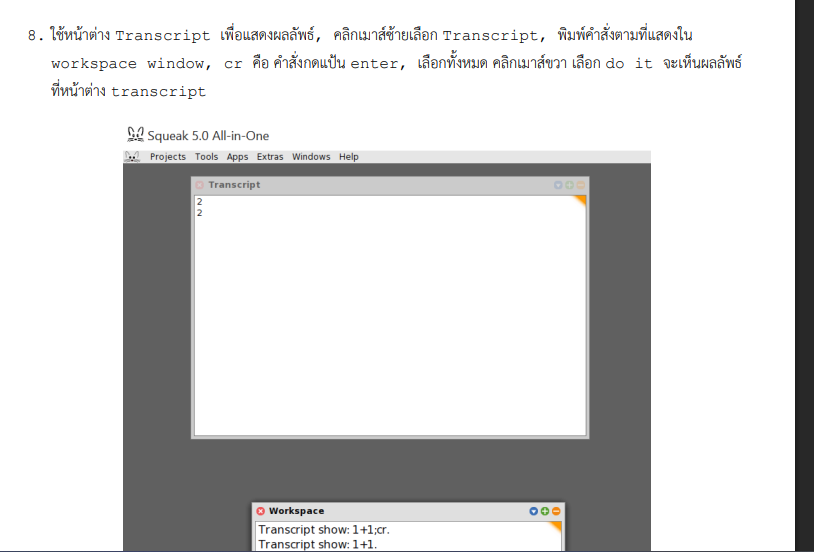 8. ใช้หน้าต่าง Transcript เพื่อแสดงผลลัพธ์, คลิกเมาส์ซ้ายเลือก Transcript, พิมพ์คำสั่งตามที่แสดงใน
workspace window, cr คือ คำสั่งกดแป้น enter, เลือกทั้งหมด คลิกเมาส์ขวา เลือก do it จะเห็นผลลัพธ์
ที่หน้าต่าง transcript
Squeak 5.0 All-in-One
Projects Tools Apps Extras Windows Help
Transcript
2
2
Workspace
Transcript show: 1+1;cr.
Transcript show: 1+1.